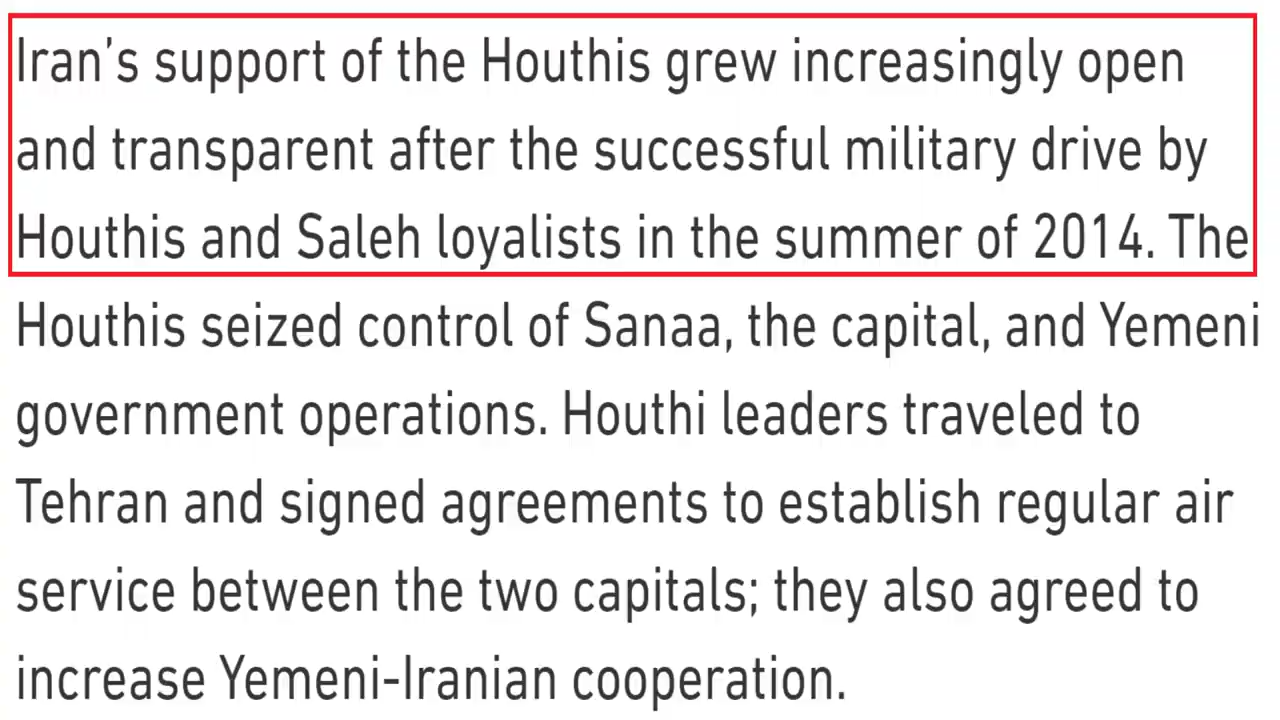 Iran’s support of the Houthis grew increasingly open
and transparent after the successful military drive by
Houthis and Saleh loyalists in the summer of 2014. The
Houthis seized control of Sanaa, the capital, and Yemeni
government operations. Houthi leaders traveled to
Tehran and signed agreements to establish regular air
service between the two capitals; they also agreed to
increase Yemeni-Iranian cooperation.